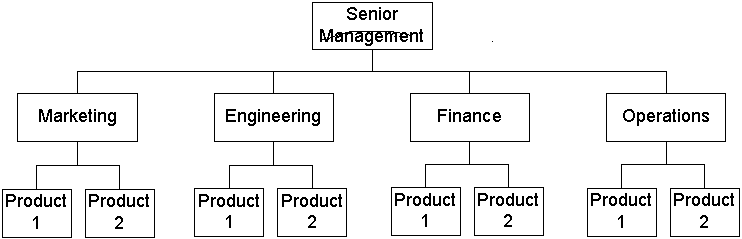 Senior
Management
Marketing
Engineering
Finance
Operations
Product
1
Product
2
Product
1
Product
2
Product
1
Product
2
Product
1
Product
2